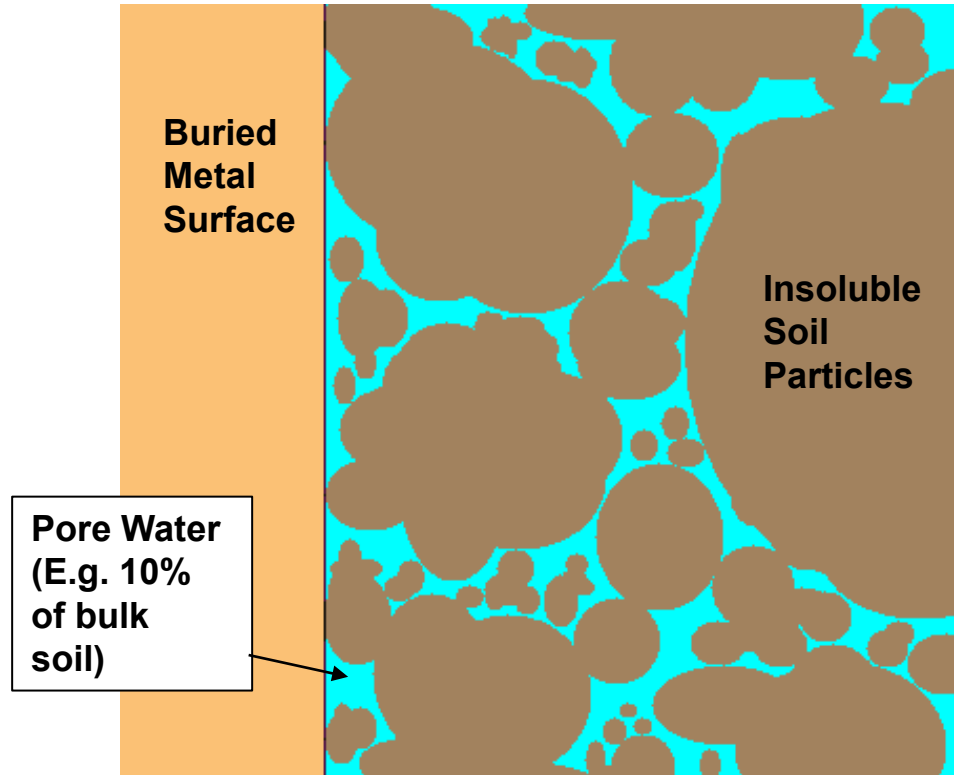 Buried
Metal
Surface
Insoluble
Soil
Particles
Pore Water
(E.g. 10%
of bulk
soil)